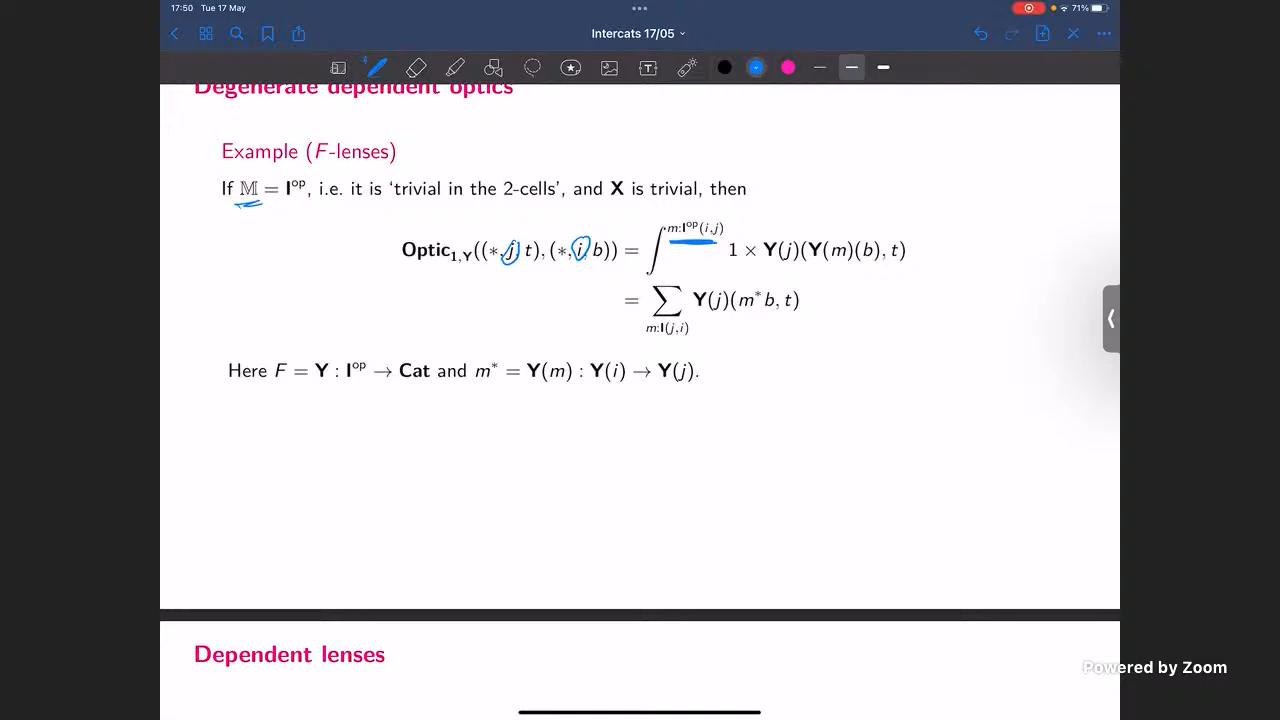 17:50 Tue 17 May
71%
Intercats 17/05
Degenerate dependent optics
Example (F-lenses)
If 𝕄 = I^op, i.e. it is ‘trivial in the 2-cells’, and X is trivial, then
Optic_{1,Y}((∗, j, t), (∗, i, b)) = ∫^{m:I^op(i,j)} 1 × Y(j)(Y(m)(b), t)
= ∑_{m:I(j,i)} Y(j)(m*b, t)
Here F = Y : I^op → Cat and m* = Y(m) : Y(i) → Y(j).
Dependent lenses
Powered by Zoom